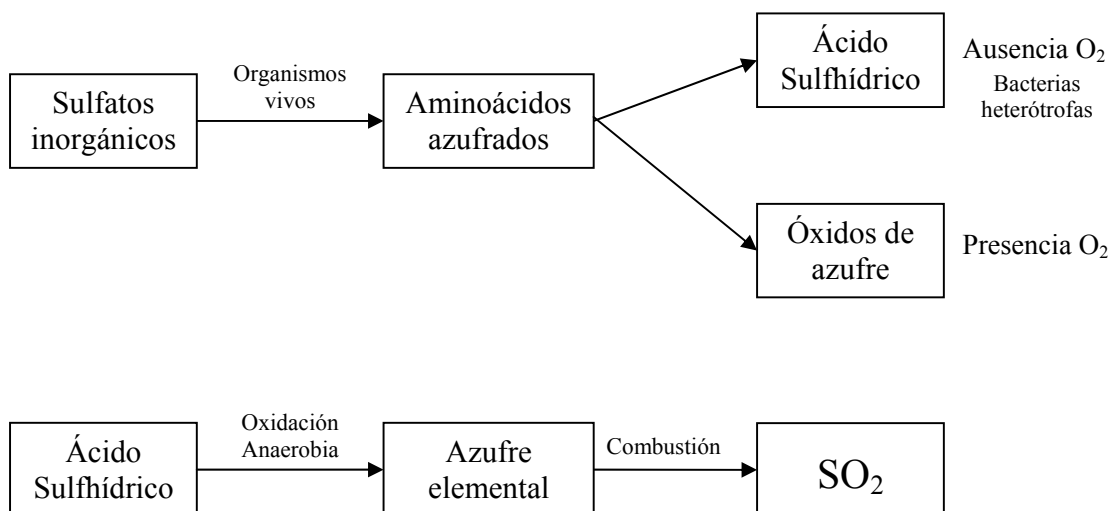 Sulfatos
inorgánicos
Organismos
vivos
Aminoácidos
azufrados
Ácido
Sulfhídrico
Ausencia O₂
Bacterias
heterótrofas
Óxidos de
azufre
Presencia O₂
Ácido
Sulfhídrico
Oxidación
Anaerobia
Azufre
elemental
Combustión
SO₂